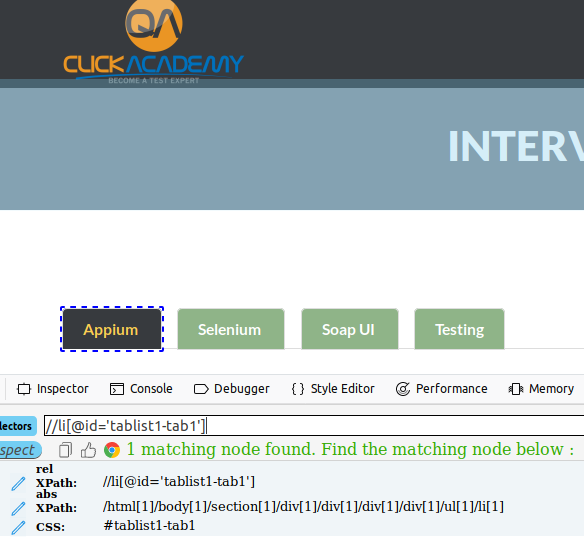 QA
CLICKACADEMY
BECOME A TEST EXPERT
INTERV
Appium Selenium Soap UI Testing
Inspector Console Debugger {} Style Editor Performance Memory
lectors //li[@id='tablist1-tab1']
spect 1 matching node found. Find the matching node below :
rel
XPath: //li[@id='tablist1-tab1']
abs
XPath: /html[1]/body[1]/section[1]/div[1]/div[1]/div[1]/div[1]/ul[1]/li[1]
CSS: #tablist1-tab1